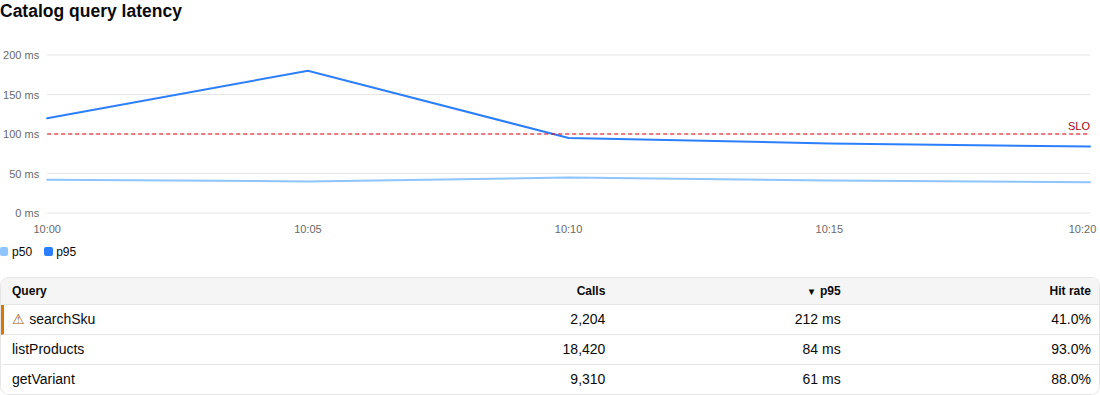 Catalog query latency
200 ms
150 ms
100 ms
50 ms
0 ms
SLO
10:00 10:05 10:10 10:15 10:20
p50 p95
Query Calls ▼ p95 Hit rate
⚠ searchSku 2,204 212 ms 41.0%
listProducts 18,420 84 ms 93.0%
getVariant 9,310 61 ms 88.0%